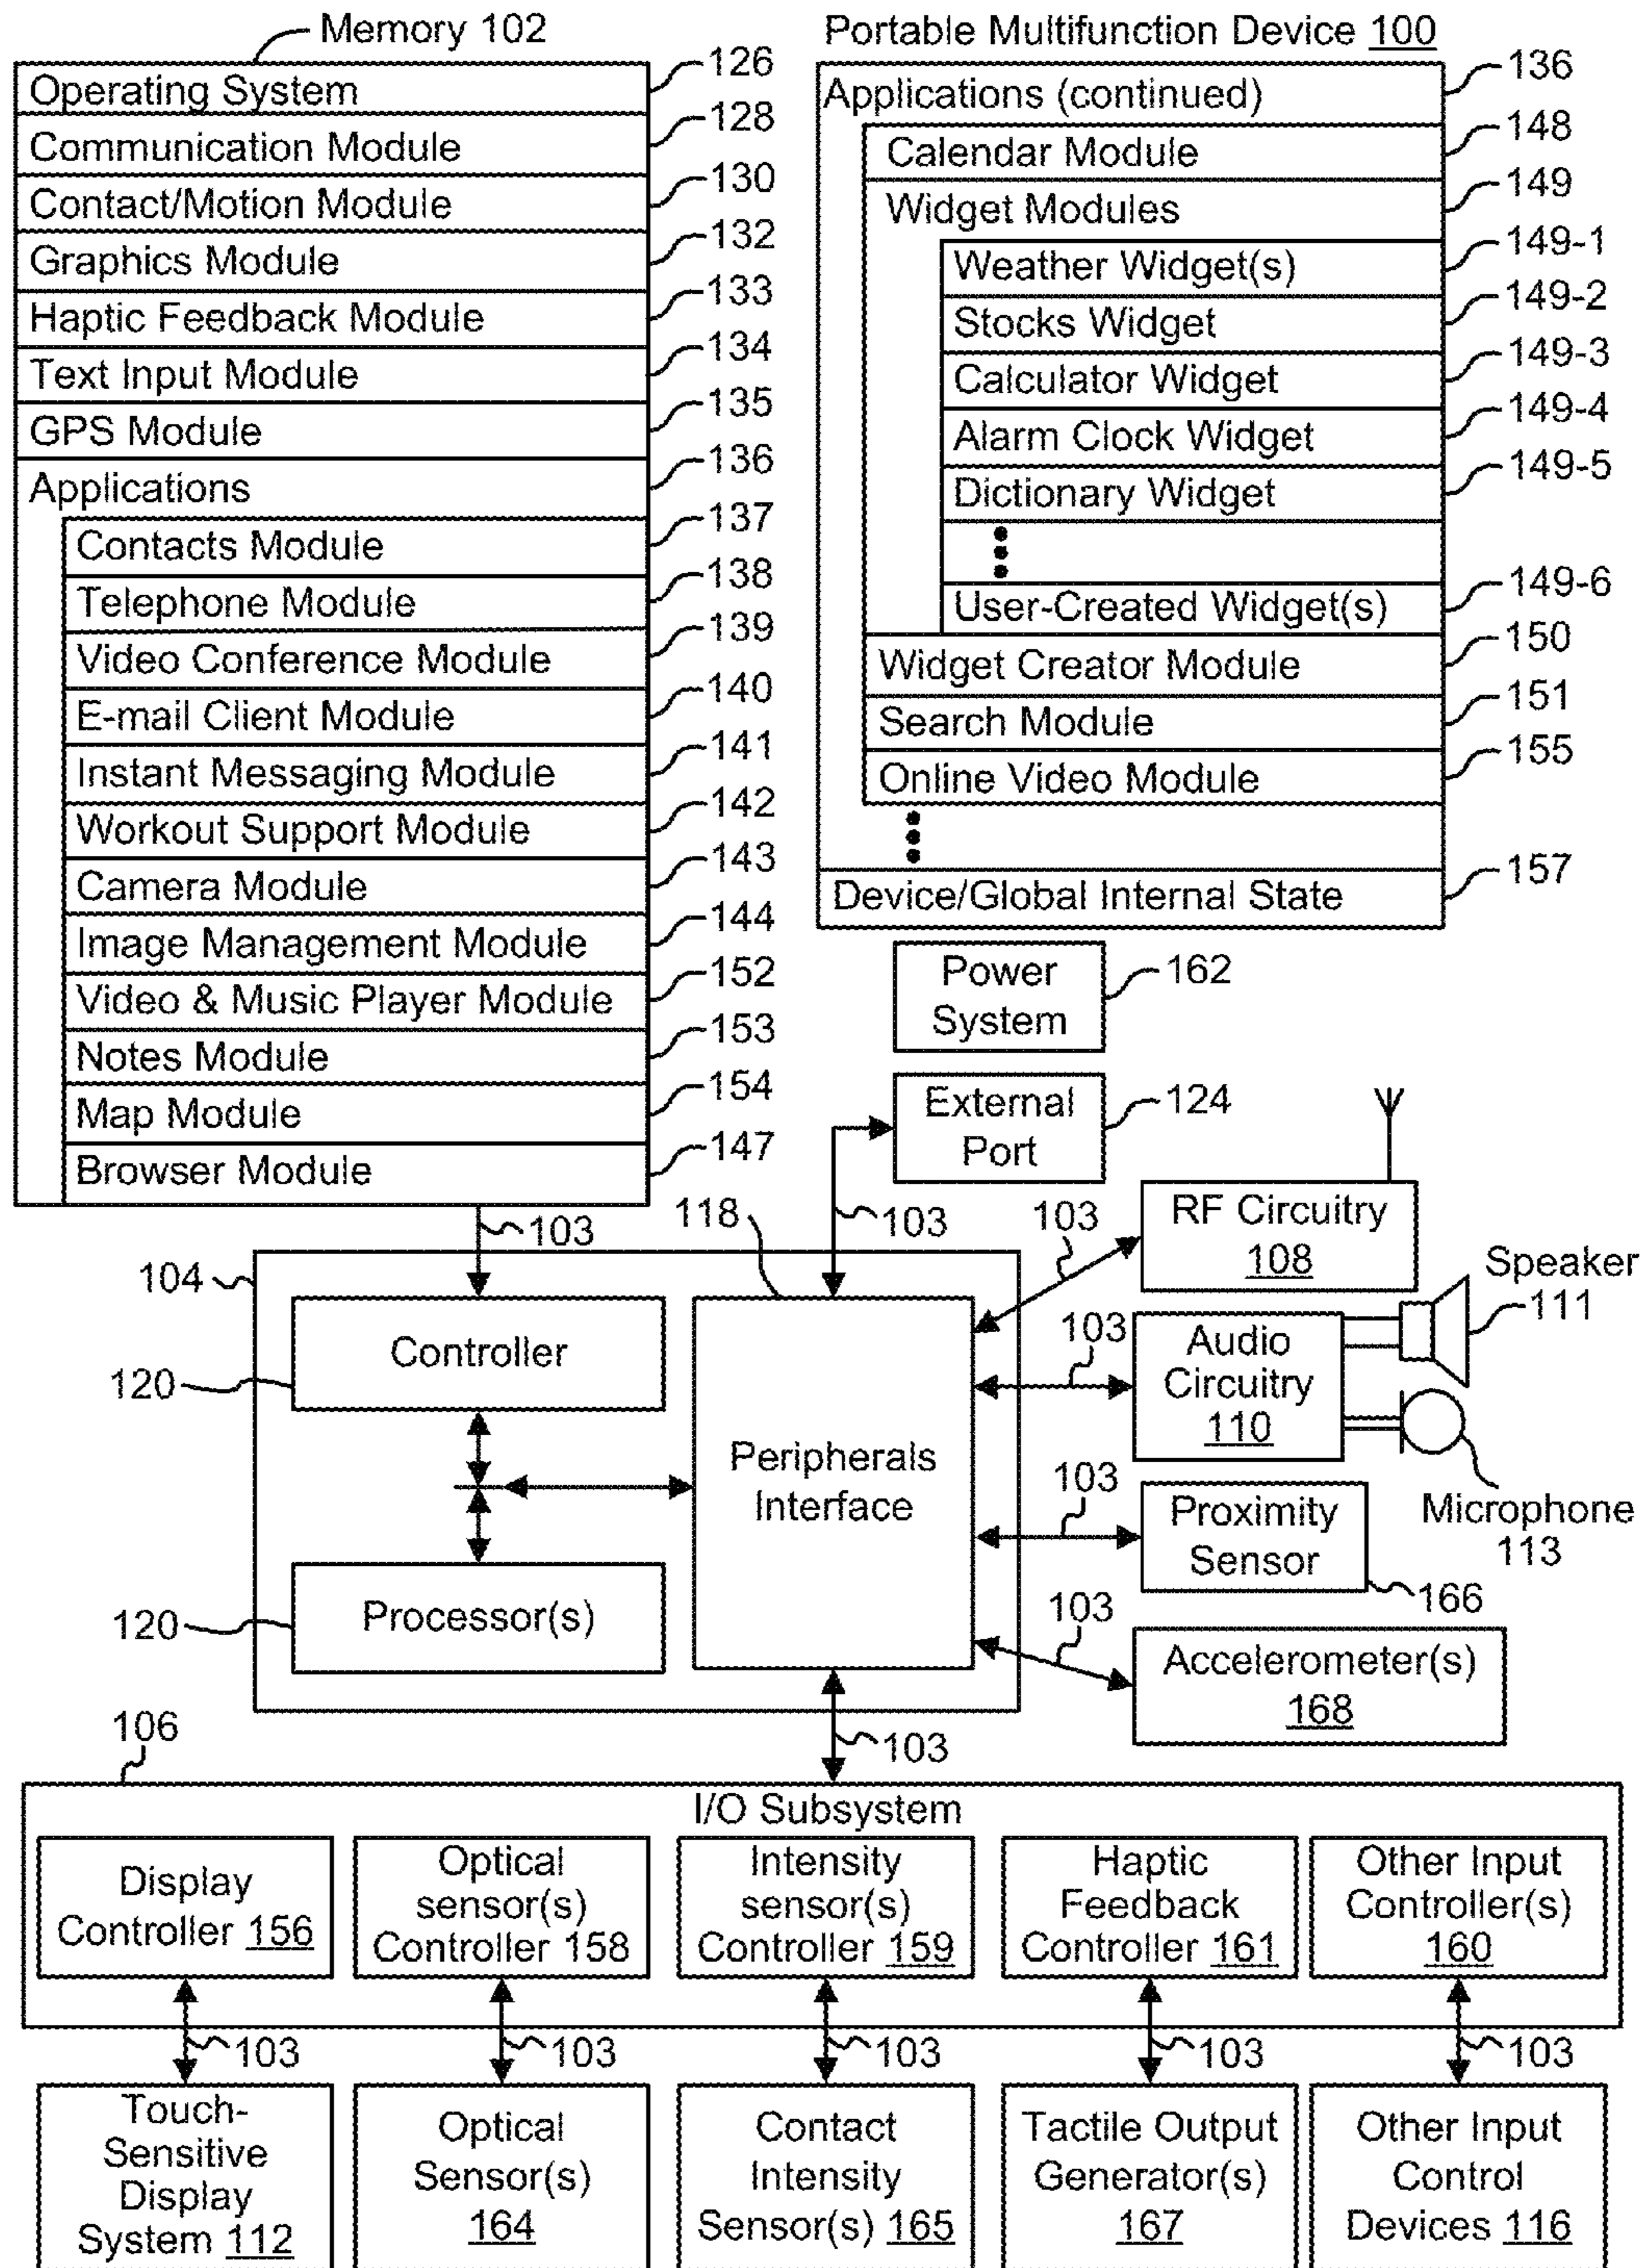 Memory 102
Operating System 126
Communication Module 128
Contact/Motion Module 130
Graphics Module 132
Haptic Feedback Module 133
Text Input Module 134
GPS Module 135
Applications 136
Contacts Module 137
Telephone Module 138
Video Conference Module 139
E-mail Client Module 140
Instant Messaging Module 141
Workout Support Module 142
Camera Module 143
Image Management Module 144
Video & Music Player Module 152
Notes Module 153
Map Module 154
Browser Module 147
Portable Multifunction Device 100
Applications (continued) 136
Calendar Module 148
Widget Modules 149
Weather Widget(s) 149-1
Stocks Widget 149-2
Calculator Widget 149-3
Alarm Clock Widget 149-4
Dictionary Widget 149-5
User-Created Widget(s) 149-6
Widget Creator Module 150
Search Module 151
Online Video Module 155
Device/Global Internal State 157
Power
System
162
External
Port
124
103
118
103
103
RF Circuitry
108
104
Controller
120
Peripherals
Interface
Processor(s)
120
103
Audio
Circuitry
110
Speaker
111
Microphone
113
103
Proximity
Sensor
166
103
Accelerometer(s)
168
103
106
I/O Subsystem
Display
Controller 156
Optical
sensor(s)
Controller 158
Intensity
sensor(s)
Controller 159
Haptic
Feedback
Controller 161
Other Input
Controller(s)
160
103
103
103
103
103
Touch-
Sensitive
Display
System 112
Optical
Sensor(s)
164
Contact
Intensity
Sensor(s) 165
Tactile Output
Generator(s)
167
Other Input
Control
Devices 116